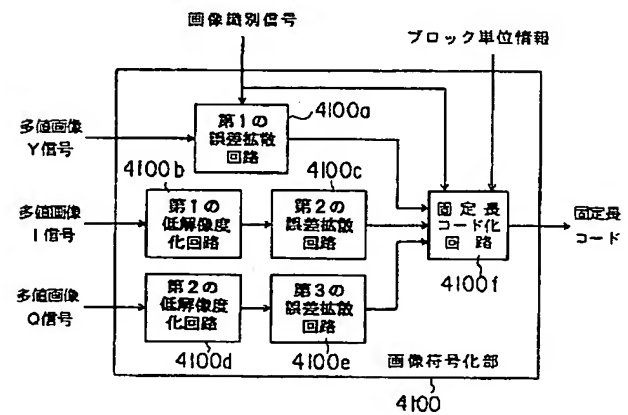 画像識別信号
ブロック単位情報
4100a
多値画像
Y信号
第1の
誤差拡散
回路
4100b
4100c
多値画像
I信号
第1の
低解像度
化回路
第2の
誤差拡散
回路
固定長
コード化
回路
固定長
コード
4100f
多値画像
Q信号
第2の
低解像度
化回路
第3の
誤差拡散
回路
4100d
4100e
画像符号化部
4100